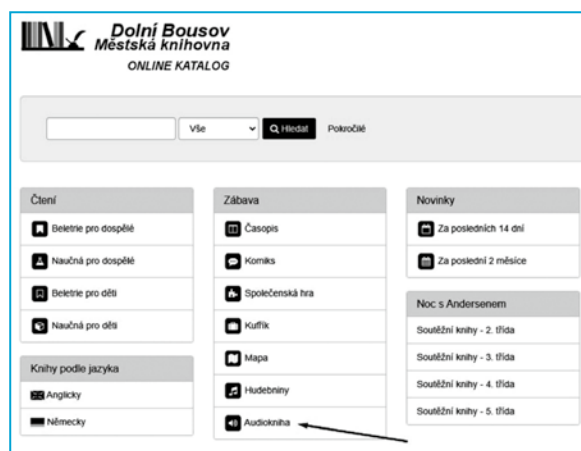 Dolní Bousov
Městská knihovna
ONLINE KATALOG
Vše
Hledat
Pokročilé
Čtení
Beletrie pro dospělé
Naučná pro dospělé
Beletrie pro děti
Naučná pro děti
Knihy podle jazyka
Anglicky
Německy
Zábava
Časopis
Komiks
Společenská hra
Kufřík
Mapa
Hudebniny
Audiokniha
Novinky
Za posledních 14 dní
Za poslední 2 měsíce
Noc s Andersenem
Soutěžní knihy - 2. třída
Soutěžní knihy - 3. třída
Soutěžní knihy - 4. třída
Soutěžní knihy - 5. třída